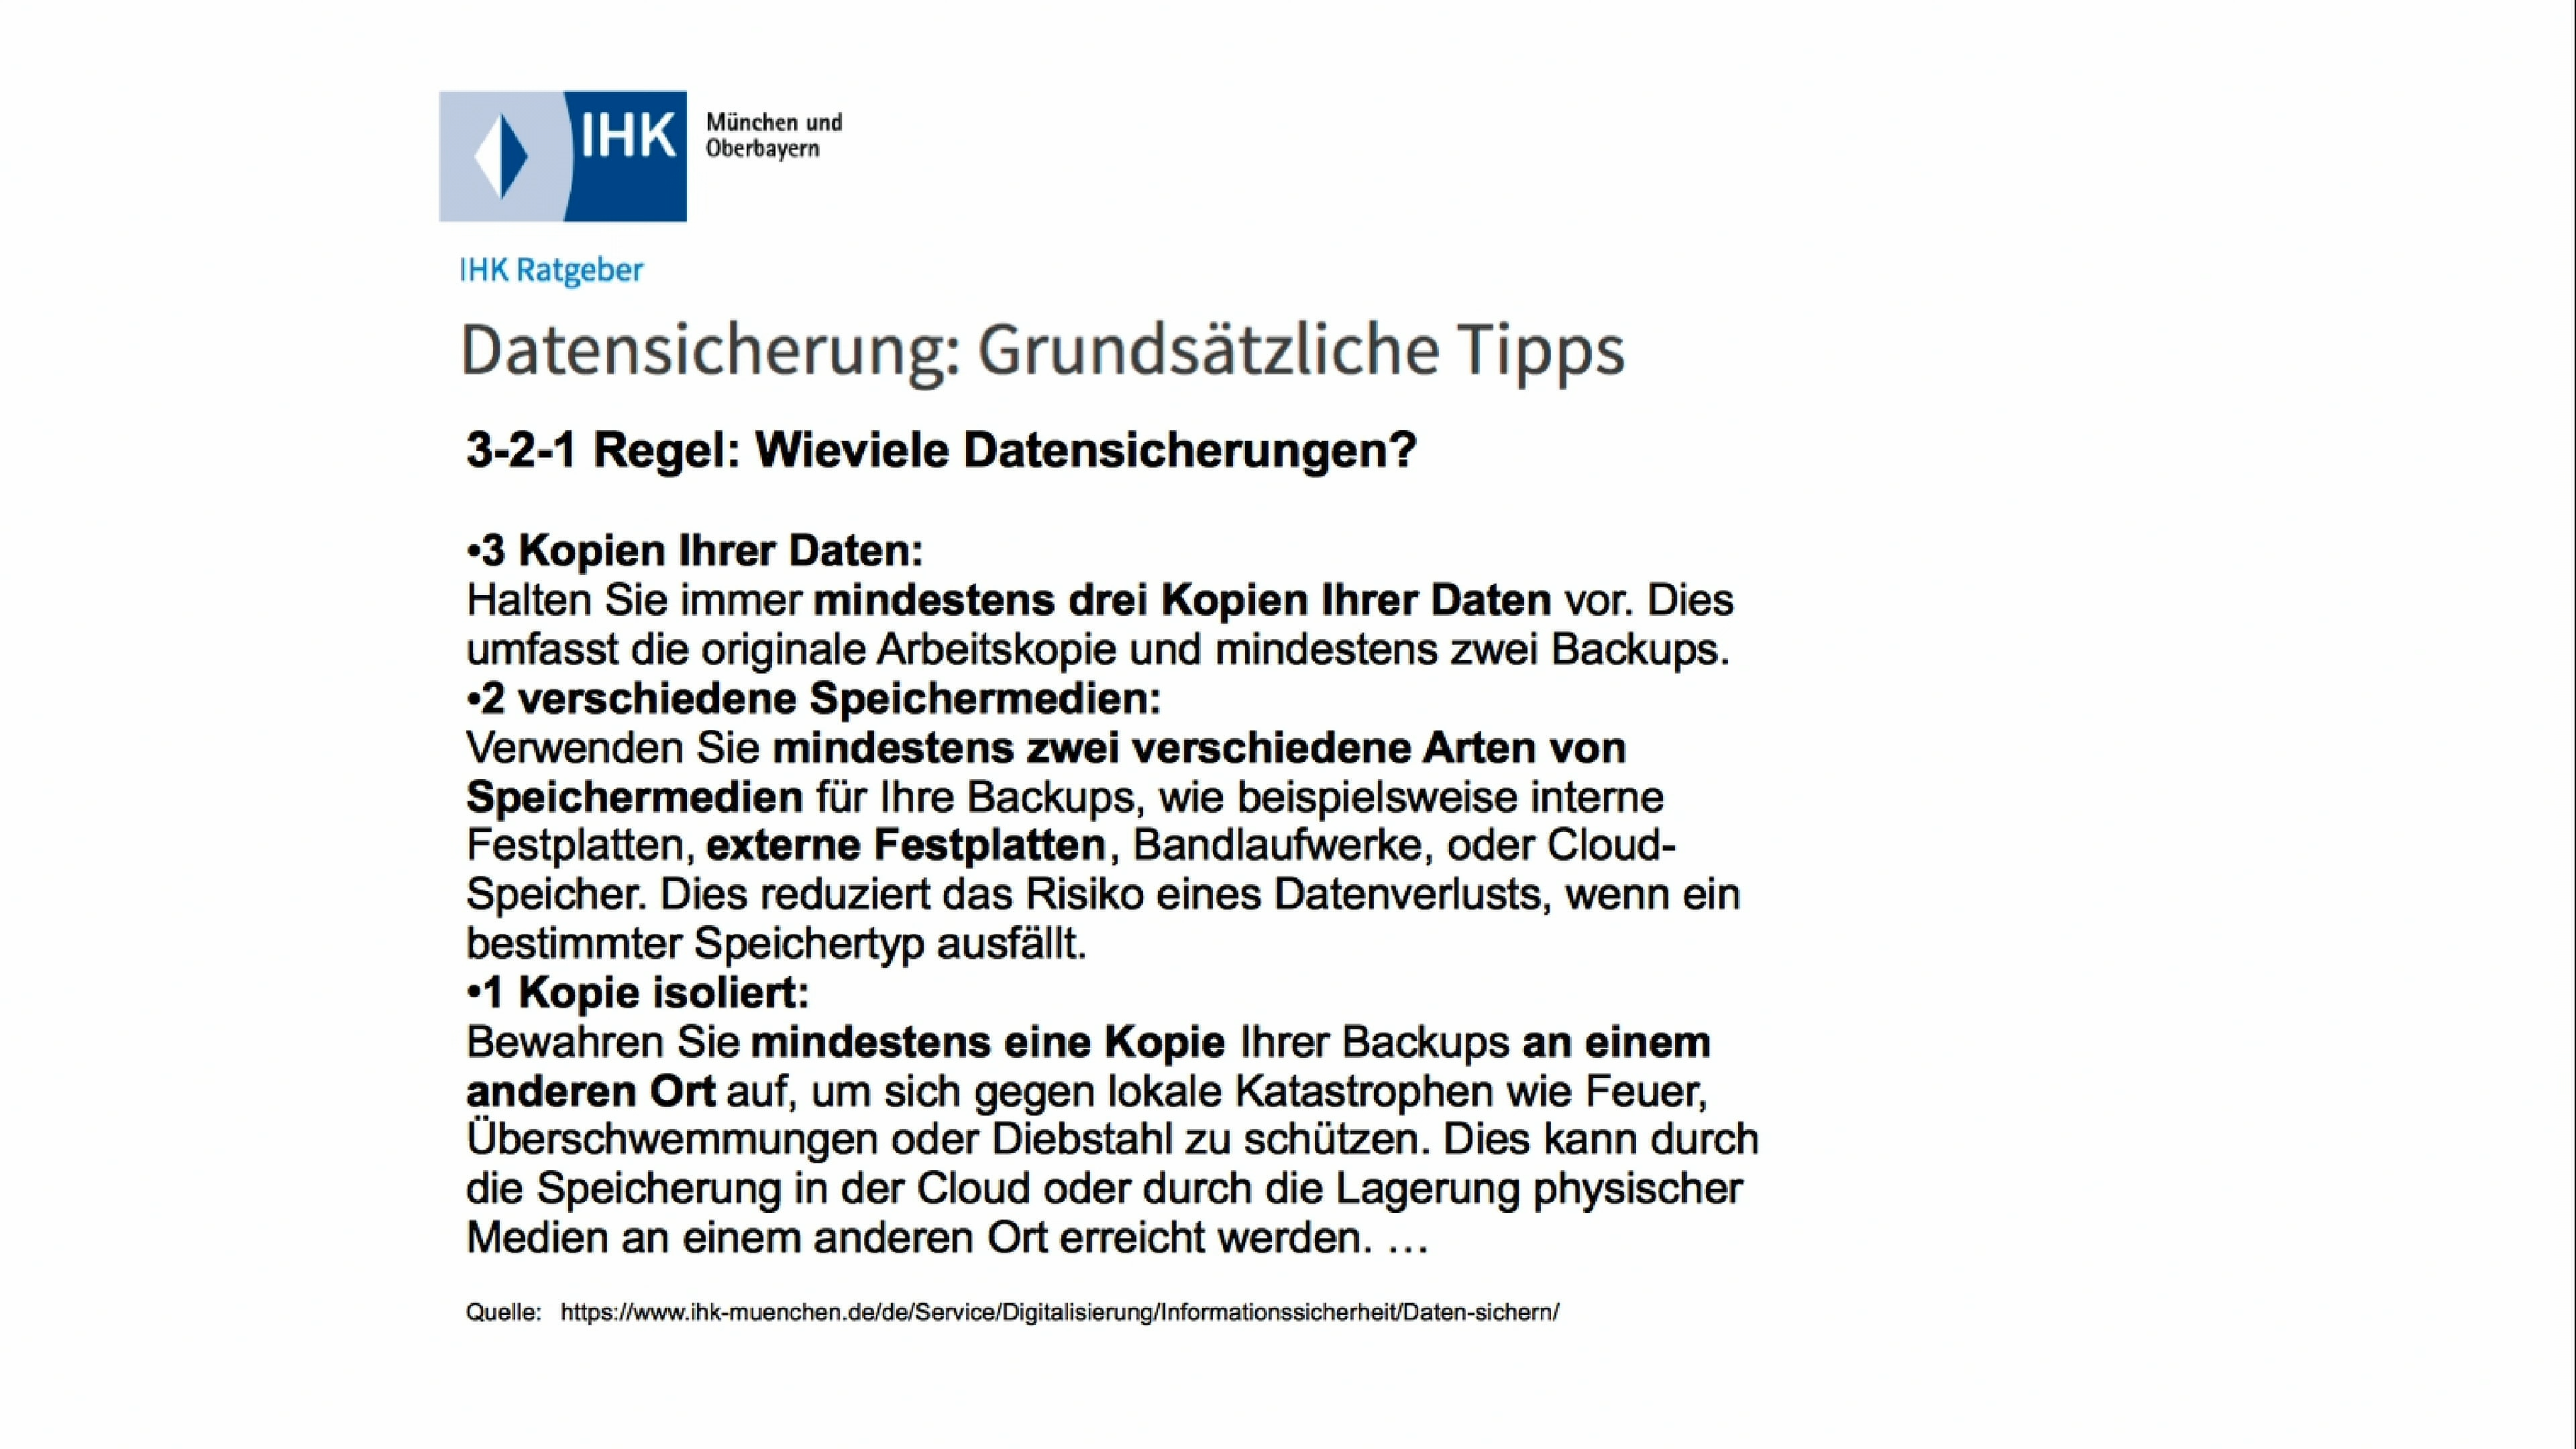 IHK
München und
Oberbayern
IHK Ratgeber
Datensicherung: Grundsätzliche Tipps
3-2-1 Regel: Wieviele Datensicherungen?
•3 Kopien Ihrer Daten:
Halten Sie immer mindestens drei Kopien Ihrer Daten vor. Dies
umfasst die originale Arbeitskopie und mindestens zwei Backups.
•2 verschiedene Speichermedien:
Verwenden Sie mindestens zwei verschiedene Arten von
Speichermedien für Ihre Backups, wie beispielsweise interne
Festplatten, externe Festplatten, Bandlaufwerke, oder Cloud-
Speicher. Dies reduziert das Risiko eines Datenverlusts, wenn ein
bestimmter Speichertyp ausfällt.
•1 Kopie isoliert:
Bewahren Sie mindestens eine Kopie Ihrer Backups an einem
anderen Ort auf, um sich gegen lokale Katastrophen wie Feuer,
Überschwemmungen oder Diebstahl zu schützen. Dies kann durch
die Speicherung in der Cloud oder durch die Lagerung physischer
Medien an einem anderen Ort erreicht werden. …
Quelle: https://www.ihk-muenchen.de/de/Service/Digitalisierung/Informationssicherheit/Daten-sichern/